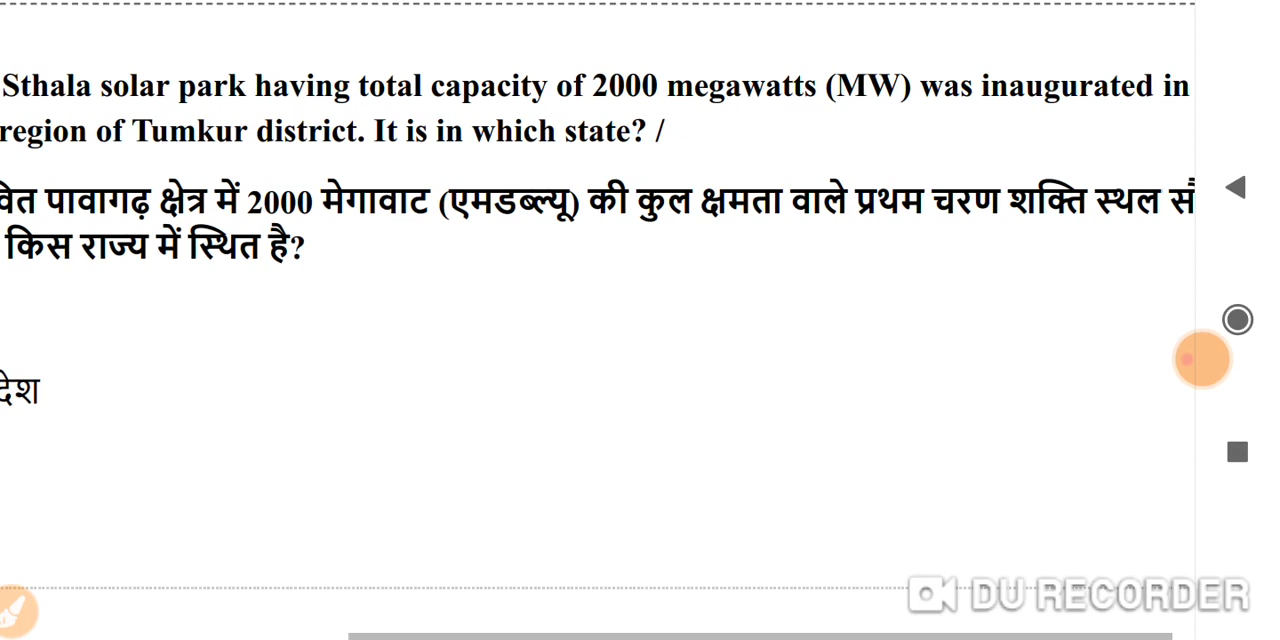 Sthala solar park having total capacity of 2000 megawatts (MW) was inaugurated in
region of Tumkur district. It is in which state? /
पावागढ़ क्षेत्र में 2000 मेगावाट (एमडब्ल्यू) की कुल क्षमता वाले प्रथम चरण शक्ति स्थल
किस राज्य में स्थित है?
DU RECORDER